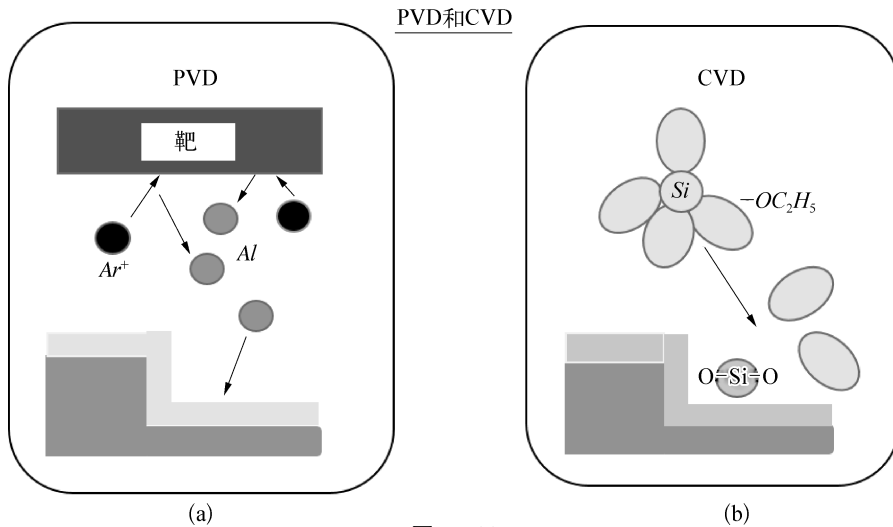 PVD和CVD
PVD
靶
Ar⁺
Al
(a)
CVD
Si
−OC₂H₅
O=Si=O
(b)